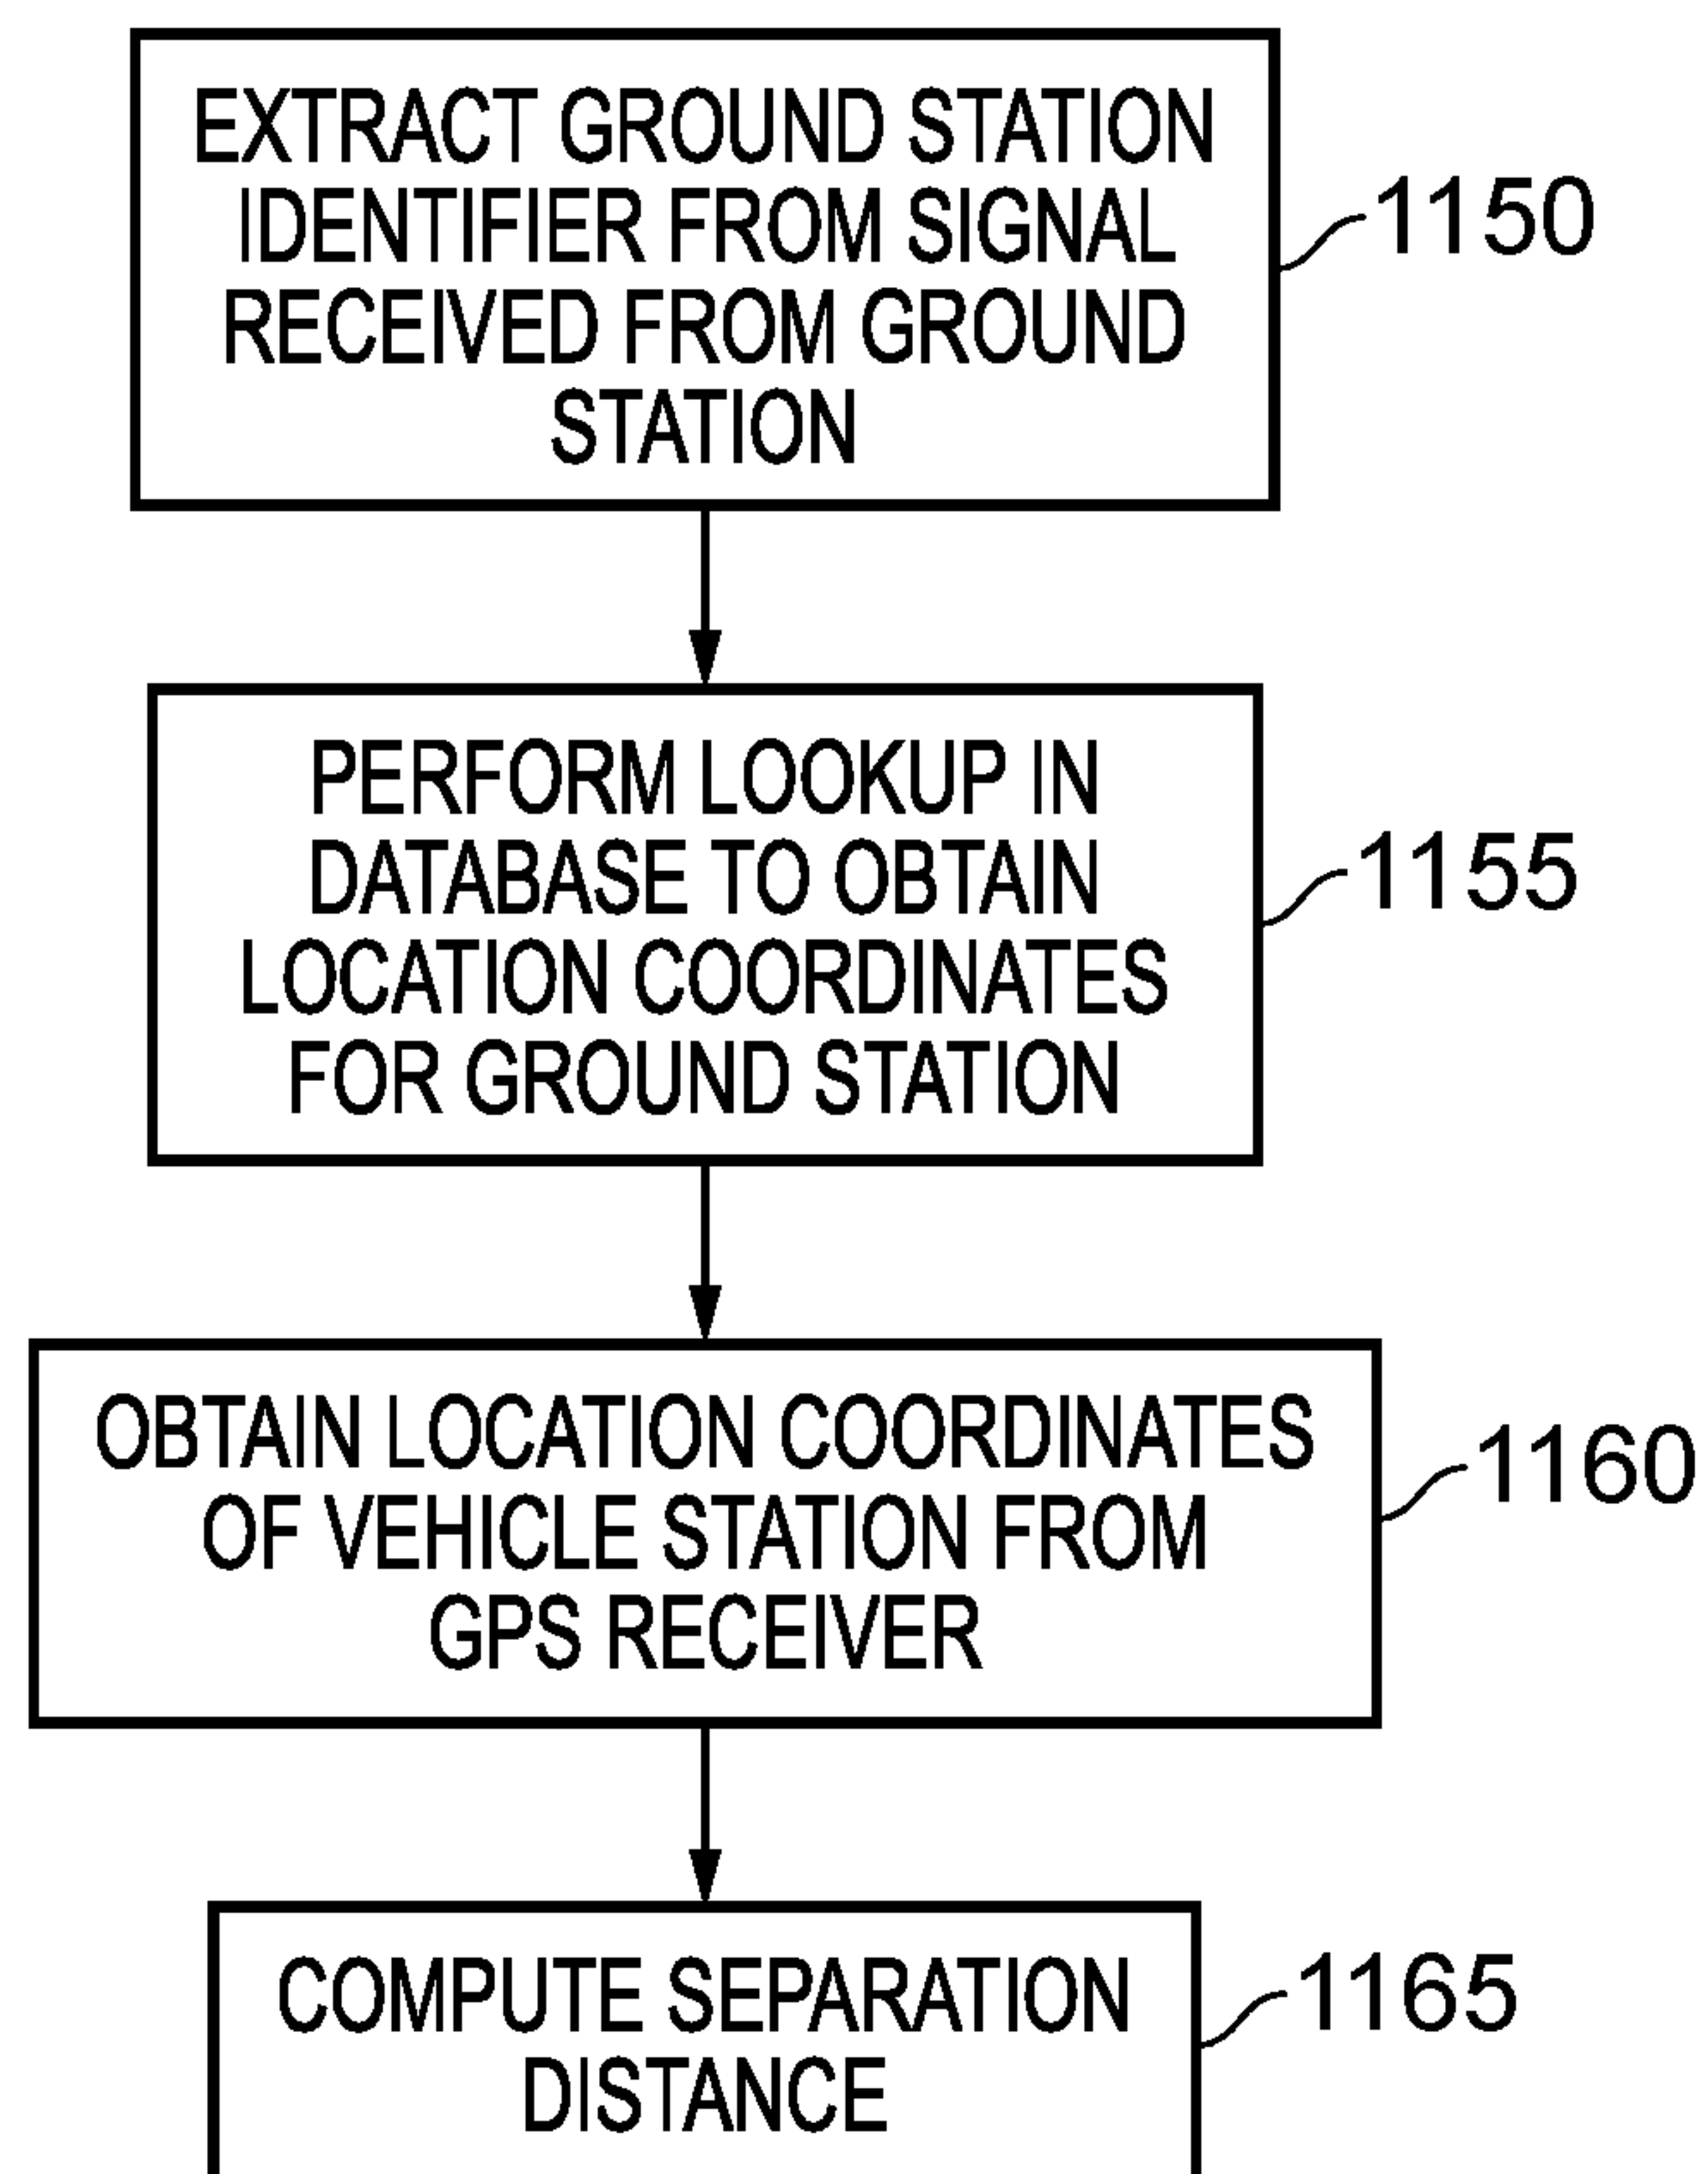 EXTRACT GROUND STATION
IDENTIFIER FROM SIGNAL
RECEIVED FROM GROUND
STATION
1150
PERFORM LOOKUP IN
DATABASE TO OBTAIN
LOCATION COORDINATES
FOR GROUND STATION
1155
OBTAIN LOCATION COORDINATES
OF VEHICLE STATION FROM
GPS RECEIVER
1160
COMPUTE SEPARATION
DISTANCE
1165